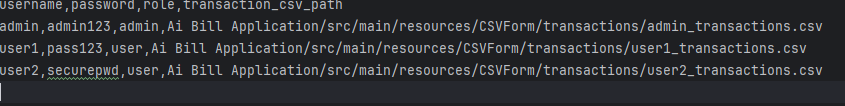 username,password,role,transaction_csv_path
admin,admin123,admin,Ai Bill Application/src/main/resources/CSVForm/transactions/admin_transactions.csv
user1,pass123,user,Ai Bill Application/src/main/resources/CSVForm/transactions/user1_transactions.csv
user2,securepwd,user,Ai Bill Application/src/main/resources/CSVForm/transactions/user2_transactions.csv